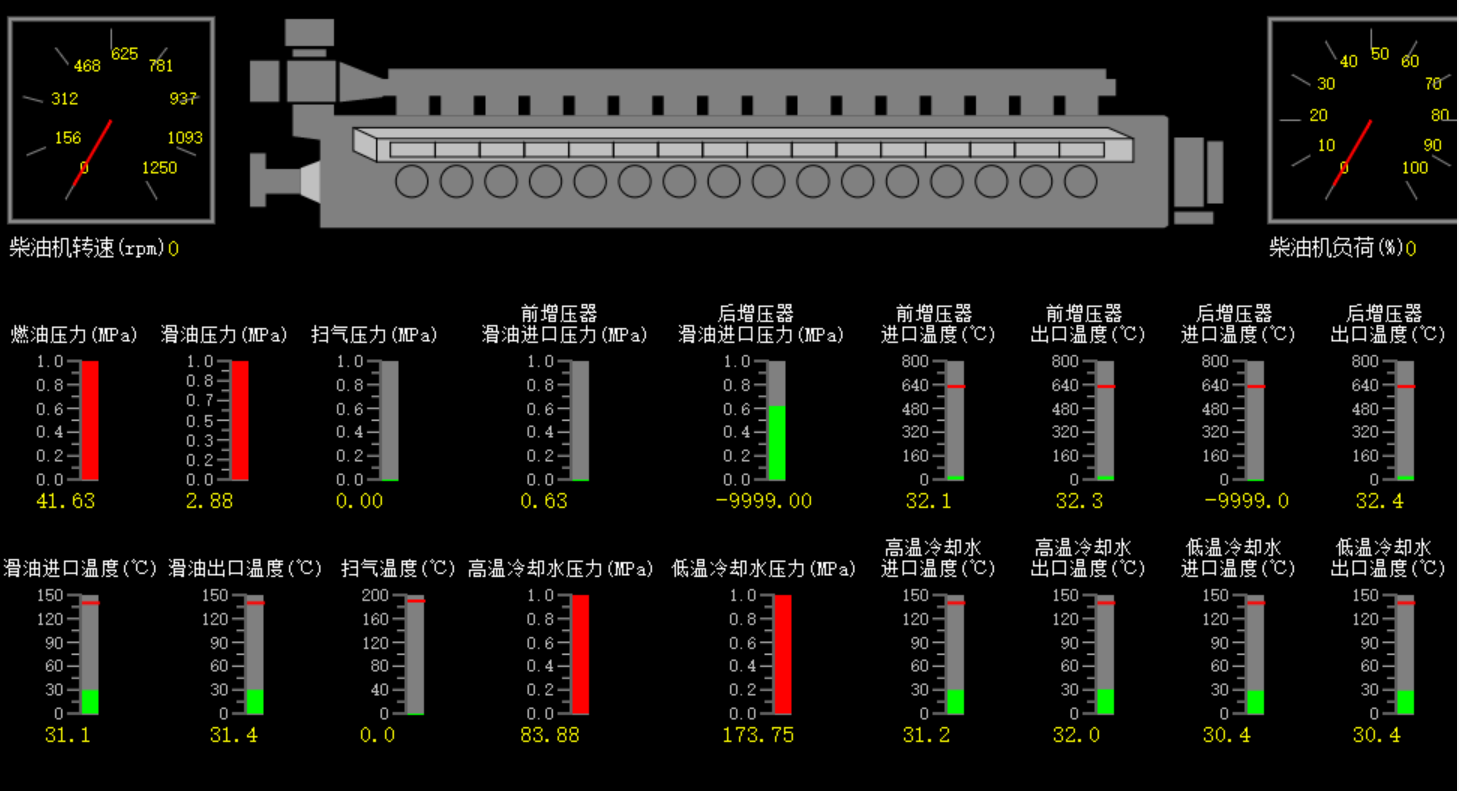 468 625 781
312 937
156 1093
0 1250
柴油机转速(rpm)0
40 50 60
30 70
20 80
10 90
0 100
柴油机负荷(%)0
前增压器 后增压器 前增压器 前增压器 后增压器 后增压器
燃油压力(MPa) 滑油压力(MPa) 扫气压力(MPa) 滑油进口压力(MPa) 滑油进口压力(MPa) 进口温度(℃) 出口温度(℃) 进口温度(℃) 出口温度(℃)
1.0 1.0 1.0 1.0 1.0 800 800 800 800
0.8 0.8 0.8 0.8 0.8 640 640 640 640
0.6 0.7 0.6 0.6 0.6 480 480 480 480
0.4 0.5 0.4 0.4 0.4 320 320 320 320
0.2 0.3 0.2 0.2 0.2 160 160 160 160
0.2
0.0 0.0 0.0 0.0 0.0 0 0 0 0
41.63 2.88 0.00 0.63 -9999.00 32.1 32.3 -9999.0 32.4
高温冷却水 高温冷却水 低温冷却水 低温冷却水
滑油进口温度(℃) 滑油出口温度(℃) 扫气温度(℃) 高温冷却水压力(MPa) 低温冷却水压力(MPa) 进口温度(℃) 出口温度(℃) 进口温度(℃) 出口温度(℃)
150 150 200 1.0 1.0 150 150 150 150
120 120 160 0.8 0.8 120 120 120 120
90 90 120 0.6 0.6 90 90 90 90
60 60 80 0.4 0.4 60 60 60 60
30 30 40 0.2 0.2 30 30 30 30
0 0 0 0.0 0.0 0 0 0 0
31.1 31.4 0.0 83.88 173.75 31.2 32.0 30.4 30.4